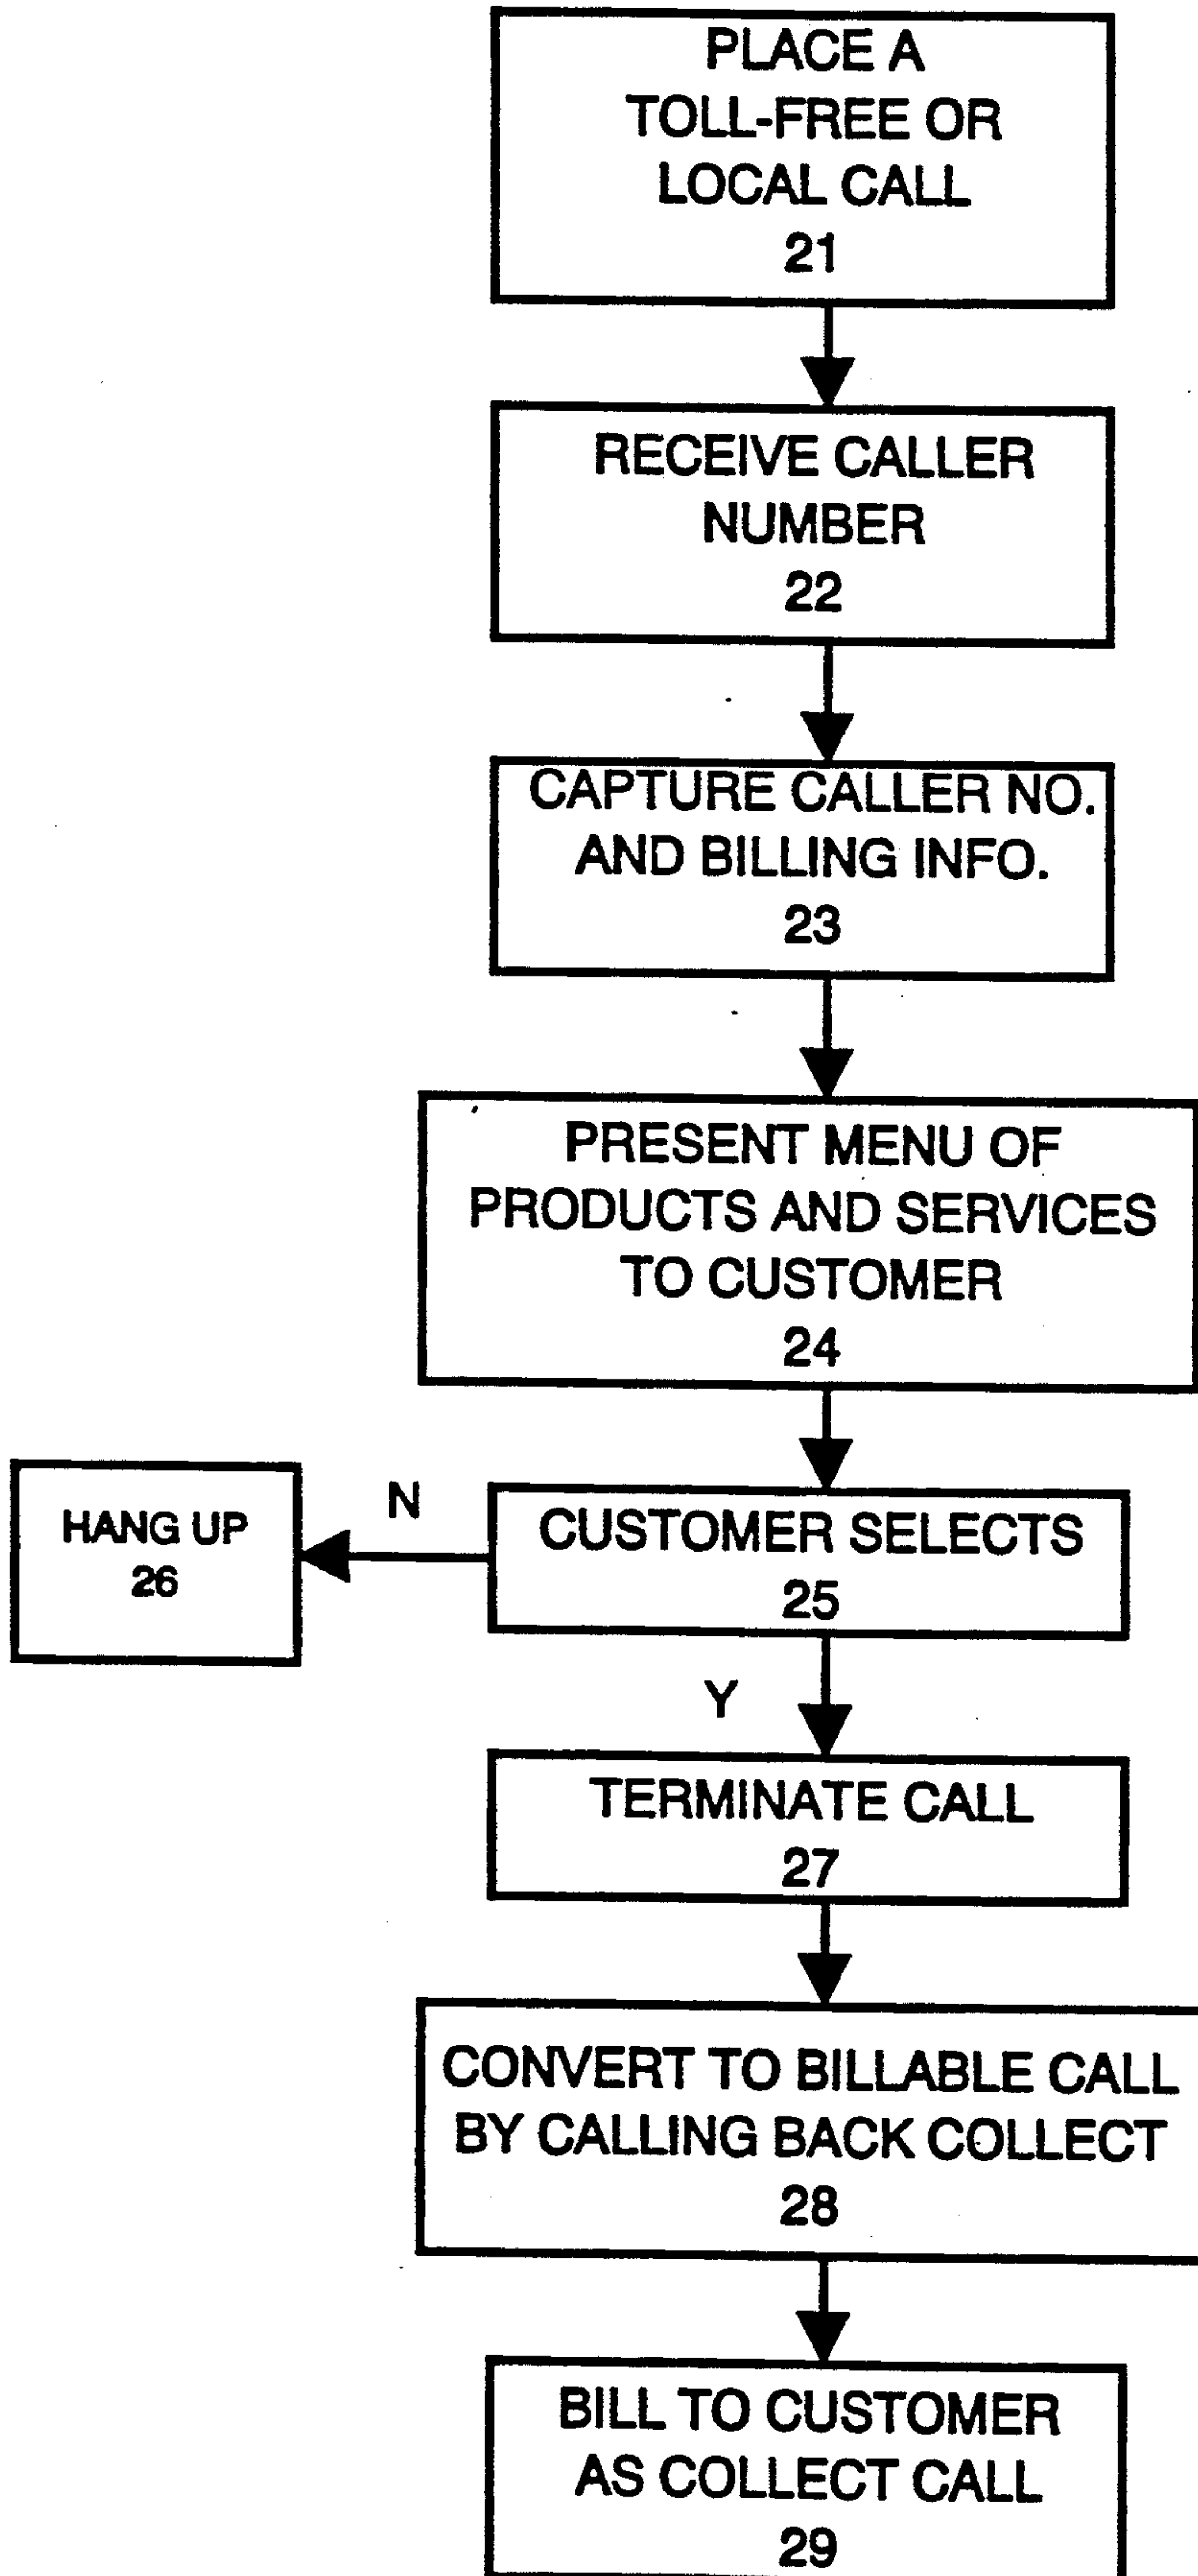 PLACE A
TOLL-FREE OR
LOCAL CALL
21
RECEIVE CALLER
NUMBER
22
CAPTURE CALLER NO.
AND BILLING INFO.
23
PRESENT MENU OF
PRODUCTS AND SERVICES
TO CUSTOMER
24
HANG UP
26
N
CUSTOMER SELECTS
25
Y
TERMINATE CALL
27
CONVERT TO BILLABLE CALL
BY CALLING BACK COLLECT
28
BILL TO CUSTOMER
AS COLLECT CALL
29